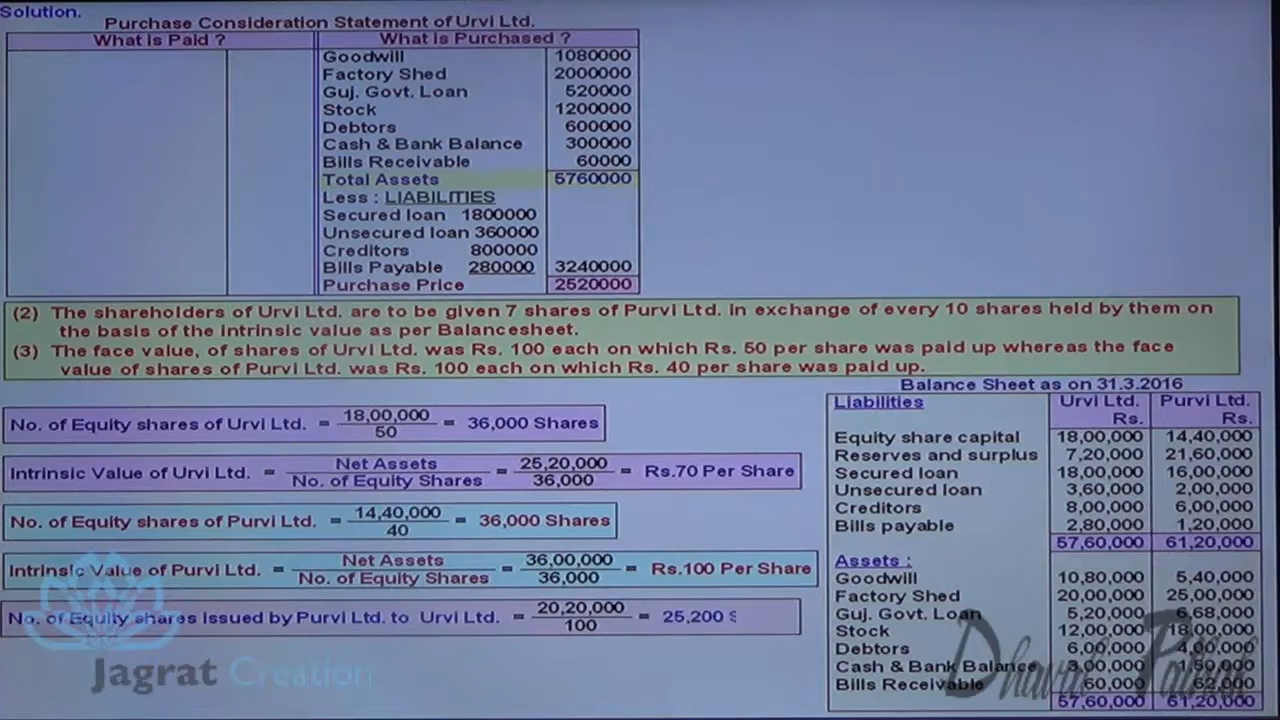 Solution.
Purchase Consideration Statement of Urvi Ltd.
What is Paid ? What is Purchased ?
Goodwill 1080000
Factory Shed 2000000
Guj. Govt. Loan 520000
Stock 1200000
Debtors 600000
Cash & Bank Balance 300000
Bills Receivable 60000
Total Assets 5760000
Less : LIABILITIES
Secured loan 1800000
Unsecured loan 360000
Creditors 800000
Bills Payable 280000 3240000
Purchase Price 2520000
(2) The shareholders of Urvi Ltd. are to be given 7 shares of Purvi Ltd. in exchange of every 10 shares held by them on
the basis of the intrinsic value as per Balancesheet.
(3) The face value, of shares of Urvi Ltd. was Rs. 100 each on which Rs. 50 per share was paid up whereas the face
value of shares of Purvi Ltd. was Rs. 100 each on which Rs. 40 per share was paid up.
No. of Equity shares of Urvi Ltd. = 18,00,000 / 50 = 36,000 Shares
Intrinsic Value of Urvi Ltd. = Net Assets / No. of Equity Shares = 25,20,000 / 36,000 = Rs.70 Per Share
No. of Equity shares of Purvi Ltd. = 14,40,000 / 40 = 36,000 Shares
Intrinsic Value of Purvi Ltd. = Net Assets / No. of Equity Shares = 36,00,000 / 36,000 = Rs.100 Per Share
No. of Equity shares issued by Purvi Ltd. to Urvi Ltd. = 20,20,000 / 100 = 25,200 S
Balance Sheet as on 31.3.2016
Liabilities Urvi Ltd. Rs. Purvi Ltd. Rs.
Equity share capital 18,00,000 14,40,000
Reserves and surplus 7,20,000 21,60,000
Secured loan 18,00,000 16,00,000
Unsecured loan 3,60,000 2,00,000
Creditors 8,00,000 6,00,000
Bills payable 2,80,000 1,20,000
57,60,000 61,20,000
Assets :
Goodwill 10,80,000 5,40,000
Factory Shed 20,00,000 25,00,000
Guj. Govt. Loan 5,20,000 6,68,000
Stock 12,00,000 18,00,000
Debtors 6,00,000 4,00,000
Cash & Bank Balance 3,00,000 1,50,000
Bills Receivable 60,000 62,000
57,60,000 61,20,000
Jagrat Creation